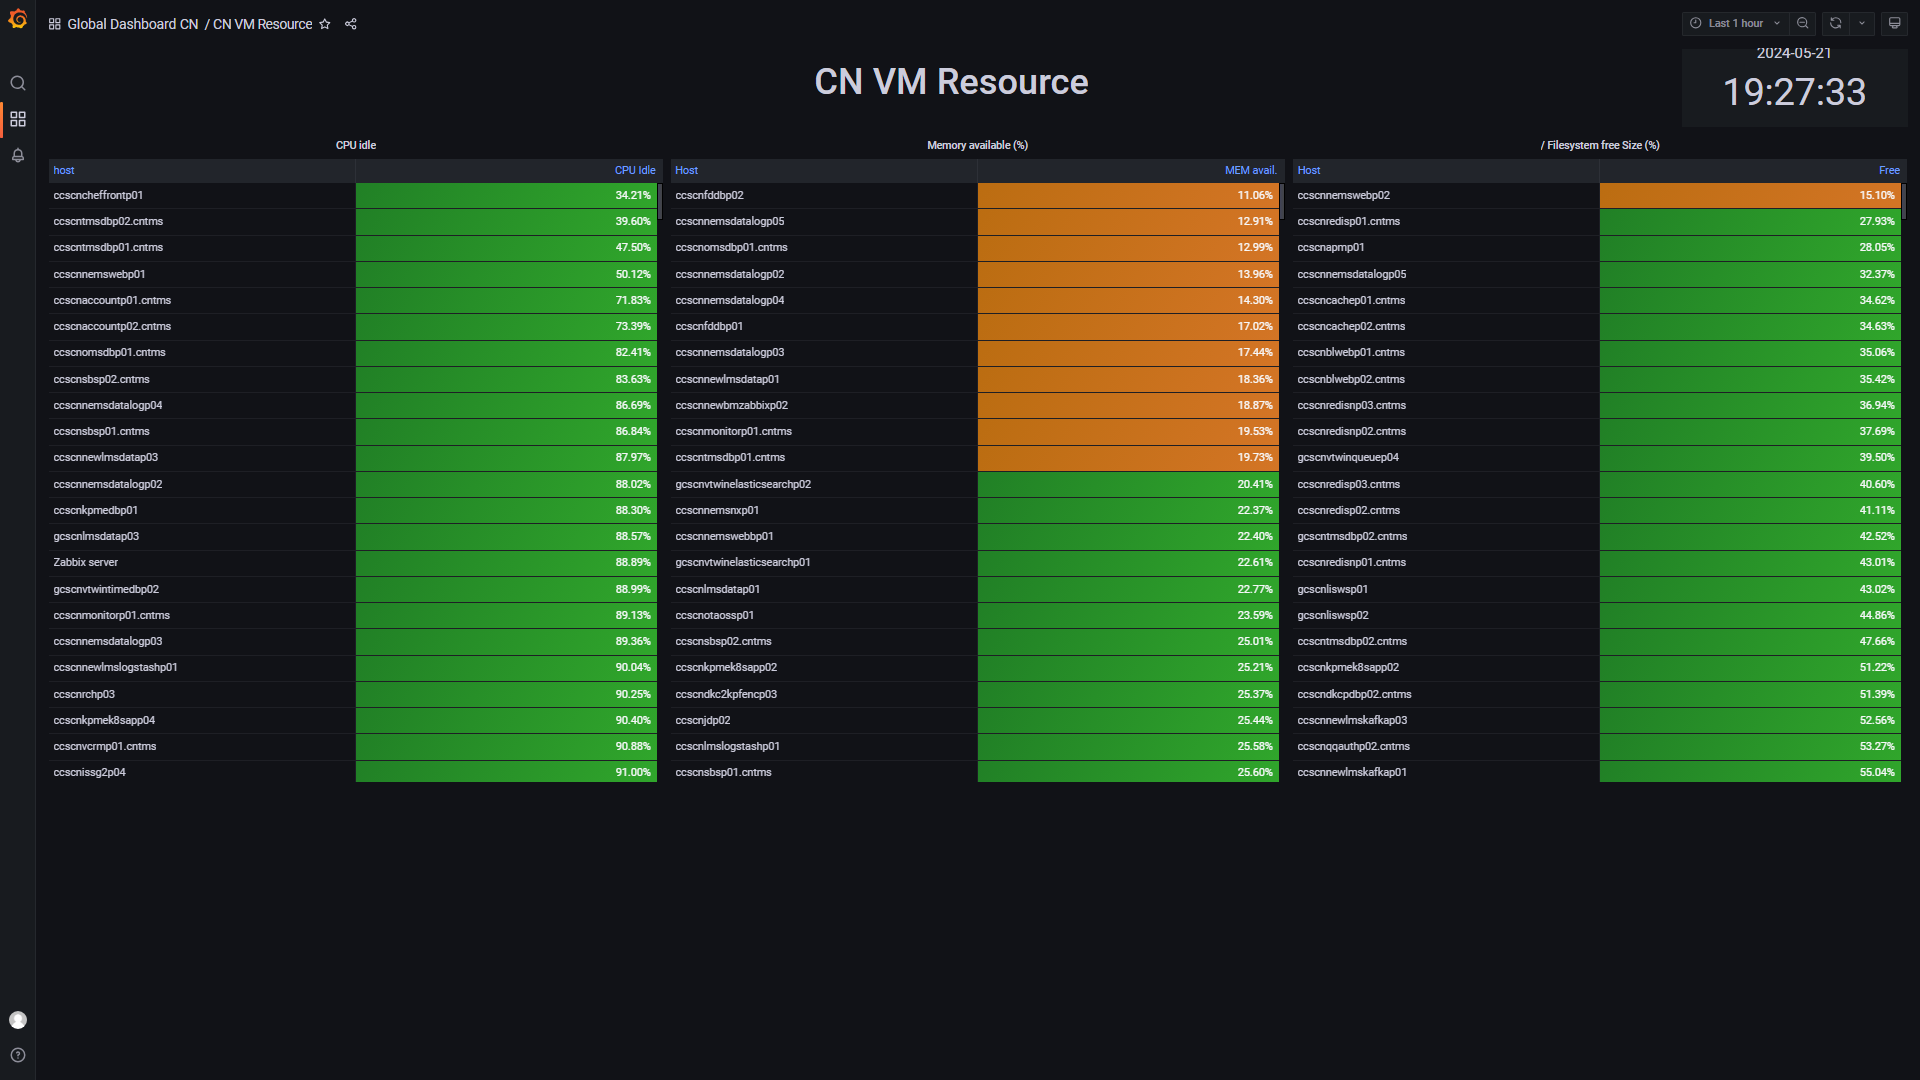 Global Dashboard CN / CN VM Resource
Last 1 hour
CN VM Resource
2024-05-21
19:27:33
CPU idle
host CPU Idle
ccscncheffrontp01 34.21%
ccscntmsdbp02.cntms 39.60%
ccscntmsdbp01.cntms 47.50%
ccscnnemswebp01 50.12%
ccscnaccountp01.cntms 71.83%
ccscnaccountp02.cntms 73.39%
ccscnomsdbp01.cntms 82.41%
ccscnsbsp02.cntms 83.63%
ccscnnemsdatalogp04 86.69%
ccscnsbsp01.cntms 86.84%
ccscnnewlmsdatap03 87.97%
ccscnnemsdatalogp02 88.02%
ccscnkpmedbp01 88.30%
gcscnlmsdatap03 88.57%
Zabbix server 88.89%
gcscnvtwintimedbp02 88.99%
ccscnmonitorp01.cntms 89.13%
ccscnnemsdatalogp03 89.36%
ccscnnewlmslogstashp01 90.04%
ccscnrchp03 90.25%
ccscnkpmek8sapp04 90.40%
ccscnvcrmp01.cntms 90.88%
ccscnissg2p04 91.00%
Memory available (%)
Host MEM avail.
ccscnfddbp02 11.06%
ccscnnemsdatalogp05 12.91%
ccscnomsdbp01.cntms 12.99%
ccscnnemsdatalogp02 13.96%
ccscnnemsdatalogp04 14.30%
ccscnfddbp01 17.02%
ccscnnemsdatalogp03 17.44%
ccscnnewlmsdatap01 18.36%
ccscnnewbmzabbixp02 18.87%
ccscnmonitorp01.cntms 19.53%
ccscntmsdbp01.cntms 19.73%
gcscnvtwinelasticsearchp02 20.41%
ccscnnemsnxp01 22.37%
ccscnnemswebbp01 22.40%
gcscnvtwinelasticsearchp01 22.61%
ccscnlmsdatap01 22.77%
ccscnotaossp01 23.59%
ccscnsbsp02.cntms 25.01%
ccscnkpmek8sapp02 25.21%
ccscndkc2kpfencp03 25.37%
ccscnjdp02 25.44%
ccscnlmslogstashp01 25.58%
ccscnsbsp01.cntms 25.60%
/ Filesystem free Size (%)
Host Free
ccscnnemswebp02 15.10%
ccscnredisp01.cntms 27.93%
ccscnapmp01 28.05%
ccscnnemsdatalogp05 32.37%
ccscncachep01.cntms 34.62%
ccscncachep02.cntms 34.63%
ccscnblwebp01.cntms 35.06%
ccscnblwebp02.cntms 35.42%
ccscnredisnp03.cntms 36.94%
ccscnredisnp02.cntms 37.69%
gcscnvtwinqueuep04 39.50%
ccscnredisp03.cntms 40.60%
ccscnredisp02.cntms 41.11%
gcscntmsdbp02.cntms 42.52%
ccscnredisnp01.cntms 43.01%
gcscnliswsp01 43.02%
gcscnliswsp02 44.86%
ccscntmsdbp02.cntms 47.66%
ccscnkpmek8sapp02 51.22%
ccscndkcpdbp02.cntms 51.39%
ccscnnewlmskafkap03 52.56%
ccscnqqauthp02.cntms 53.27%
ccscnnewlmskafkap01 55.04%